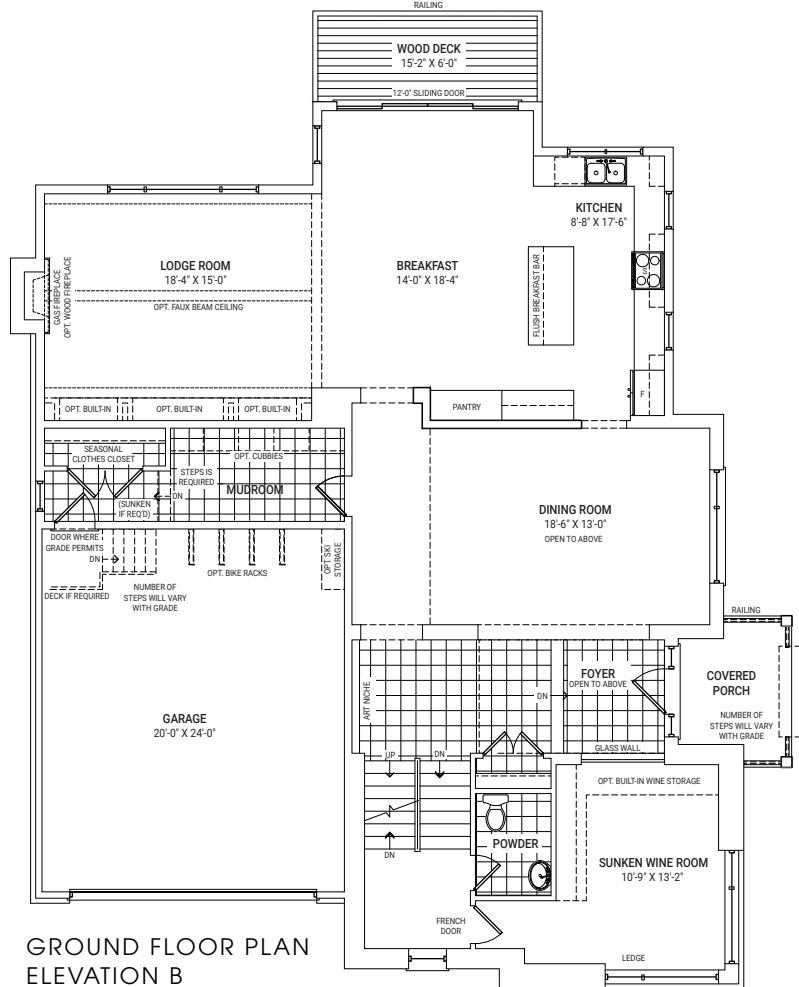 RAILING
WOOD DECK
15'-2" X 6'-0"
12'-0" SLIDING DOOR
KITCHEN
8'-8" X 17'-6"
LODGE ROOM
18'-4" X 15'-0"
BREAKFAST
14'-0" X 18'-4"
GAS FIREPLACE
OPT. WOOD FIREPLACE
OPT. FAUX BEAM CEILING
FLUSH BREAKFAST BAR
S
F
OPT. BUILT-IN
OPT. BUILT-IN
OPT. BUILT-IN
PANTRY
SEASONAL
CLOTHES CLOSET
OPT. CUBBIES
STEPS IS
REQUIRED
DN
MUDROOM
(SUNKEN
IF REQ'D)
DINING ROOM
18'-6" X 13'-0"
OPEN TO ABOVE
DOOR WHERE
GRADE PERMITS
DN
DECK IF REQUIRED
NUMBER OF
STEPS WILL VARY
WITH GRADE
OPT. BIKE RACKS
OPT. SKI
STORAGE
RAILING
FOYER
OPEN TO ABOVE
DN
COVERED
PORCH
NUMBER OF
STEPS WILL VARY
WITH GRADE
ART NICHE
GARAGE
20'-0" X 24'-0"
UP
DN
GLASS WALL
OPT. BUILT-IN WINE STORAGE
POWDER
DN
SUNKEN WINE ROOM
10'-9" X 13'-2"
FRENCH
DOOR
LEDGE
GROUND FLOOR PLAN
ELEVATION B